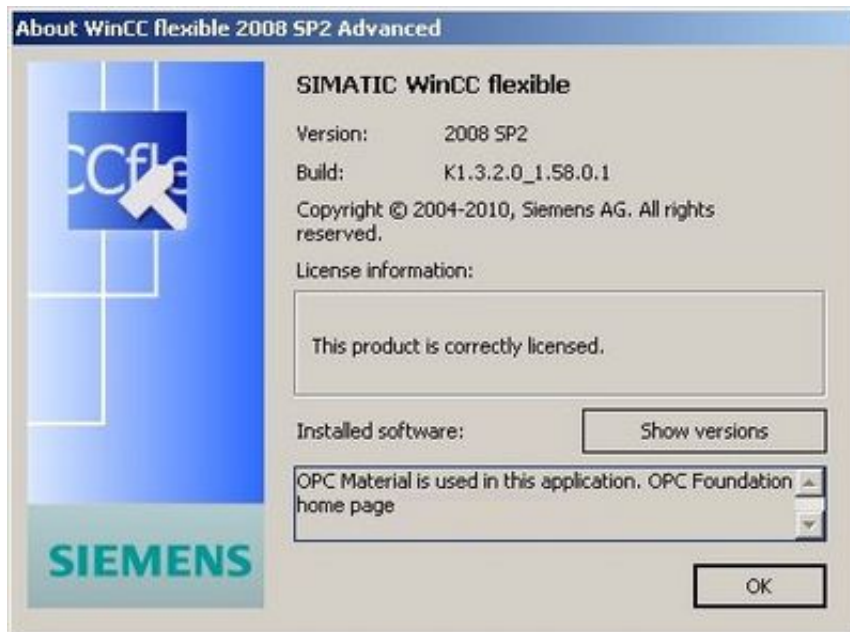 About WinCC flexible 2008 SP2 Advanced
CCfle
SIMATIC WinCC flexible
Version: 2008 SP2
Build: K1.3.2.0_1.58.0.1
Copyright © 2004-2010, Siemens AG. All rights
reserved.
License information:
This product is correctly licensed.
Installed software: Show versions
OPC Material is used in this application. OPC Foundation
home page
SIEMENS
OK